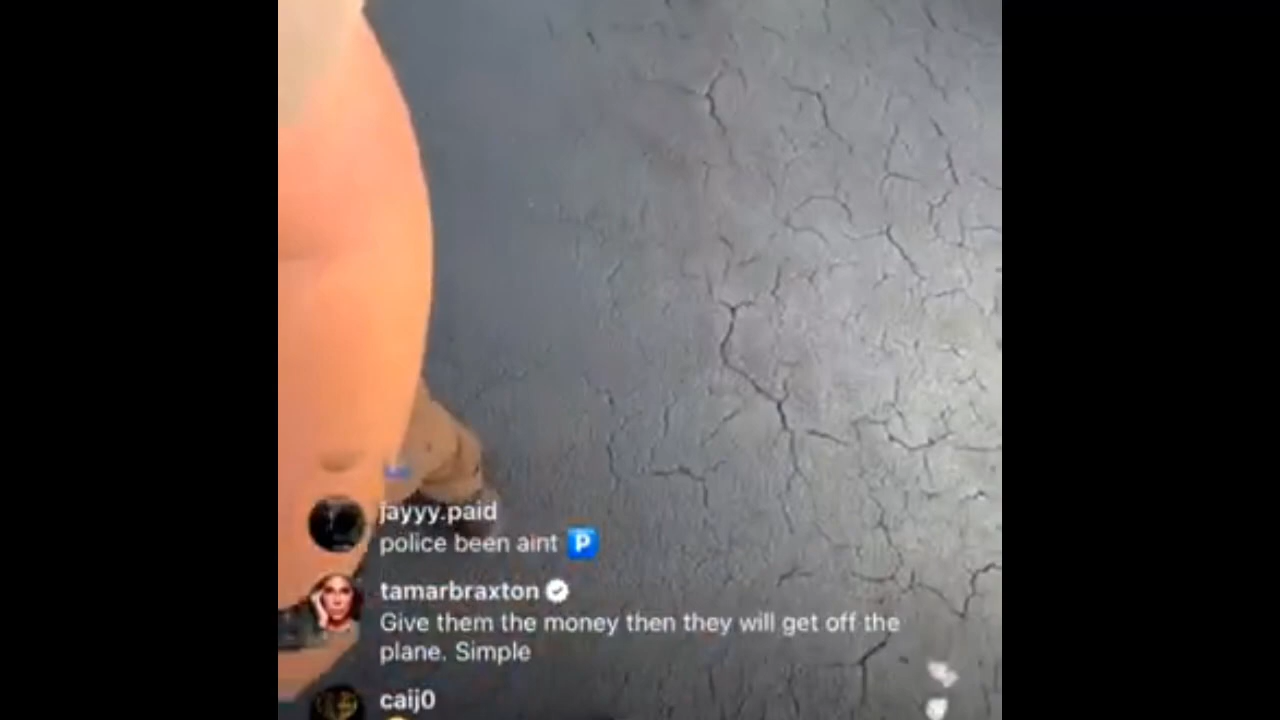 jayyy.paid
police been aint 🅿️
tamarbraxton
Give them the money then they will get off the
plane. Simple
caij0